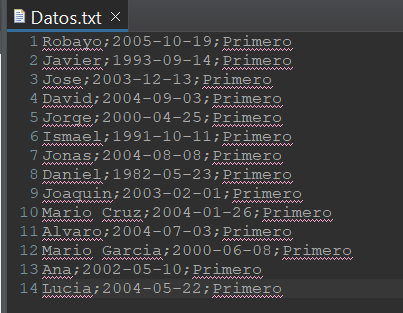 Datos.txt
1 Robayo;2005-10-19;Primero
2 Javier;1993-09-14;Primero
3 Jose;2003-12-13;Primero
4 David;2004-09-03;Primero
5 Jorge;2000-04-25;Primero
6 Ismael;1991-10-11;Primero
7 Jonas;2004-08-08;Primero
8 Daniel;1982-05-23;Primero
9 Joaquin;2003-02-01;Primero
10 Mario Cruz;2004-01-26;Primero
11 Alvaro;2004-07-03;Primero
12 Mario Garcia;2000-06-08;Primero
13 Ana;2002-05-10;Primero
14 Lucia;2004-05-22;Primero